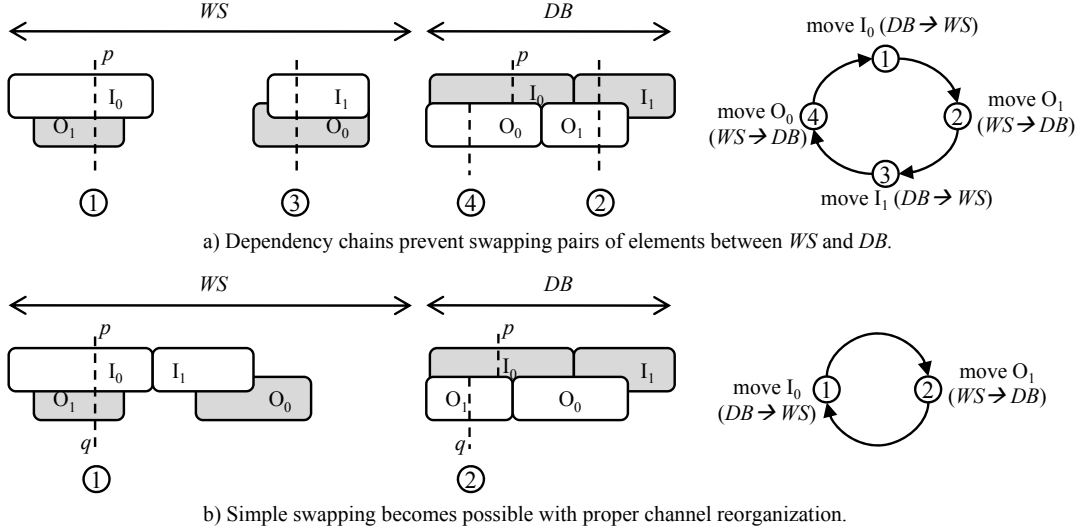 WS DB
p p
I₀ I₁ I₀ I₁
O₁ O₀ O₀ O₁
1 3 4 2
move I₀ (DB → WS)
1
move O₀ 4 2 move O₁
(WS → DB) (WS → DB)
3
move I₁ (DB → WS)
a) Dependency chains prevent swapping pairs of elements between WS and DB.
WS DB
p p
I₀ I₁ I₀ I₁
O₁ O₀ O₁ O₀
q q
1 2
move I₀ 1 2 move O₁
(DB → WS) (WS → DB)
b) Simple swapping becomes possible with proper channel reorganization.